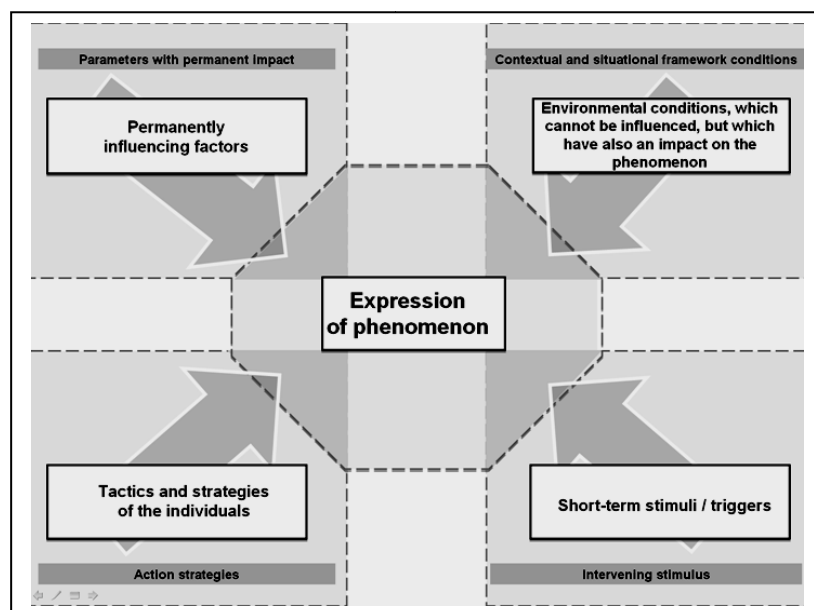 Parameters with permanent impact
Contextual and situational framework conditions
Permanently
influencing factors
Environmental conditions, which
cannot be influenced, but which
have also an impact on the
phenomenon
Expression
of phenomenon
Tactics and strategies
of the individuals
Short-term stimuli / triggers
Action strategies
Intervening stimulus